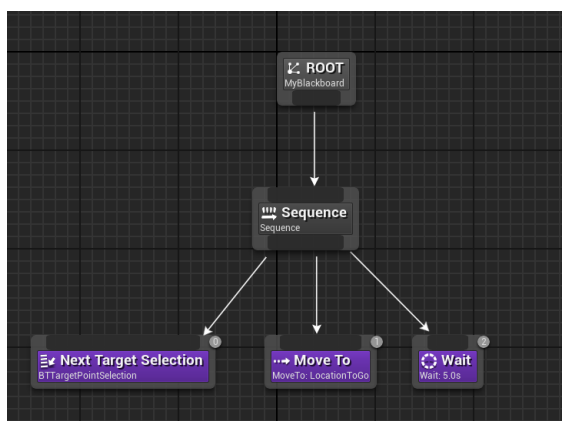 ROOT
MyBlackboard
Sequence
Sequence
0
Next Target Selection
BTTargetPointSelection
1
Move To
MoveTo: LocationToGo
2
Wait
Wait: 5.0s